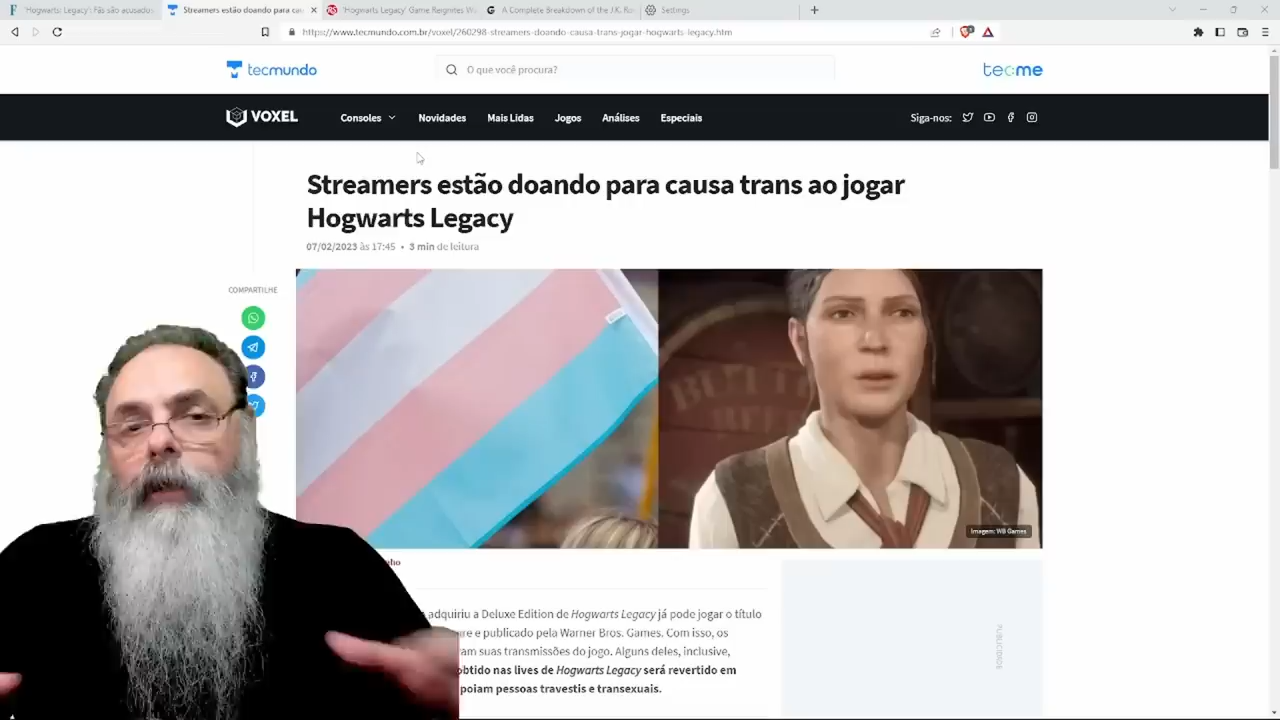 'Hogwarts: Legacy': Fãs são acusados
Streamers estão doando para cau
'Hogwarts Legacy' Game Reignites W
A Complete Breakdown of the J.K. Ro
Settings
https://www.tecmundo.com.br/voxel/260298-streamers-doando-causa-trans-jogar-hogwarts-legacy.htm
tecmundo
O que você procura?
tecme
VOXEL
Consoles
Novidades
Mais Lidas
Jogos
Análises
Especiais
Siga-nos:
Streamers estão doando para causa trans ao jogar
Hogwarts Legacy
07/02/2023 às 17:45 • 3 min de leitura
COMPARTILHE
Imagem: WB Games
nho
adquiriu a Deluxe Edition de Hogwarts Legacy já pode jogar o título
are e publicado pela Warner Bros. Games. Com isso, os
ram suas transmissões do jogo. Alguns deles, inclusive,
obtido nas lives de Hogwarts Legacy será revertido em
poiam pessoas travestis e transexuais.
PUBLICIDADE